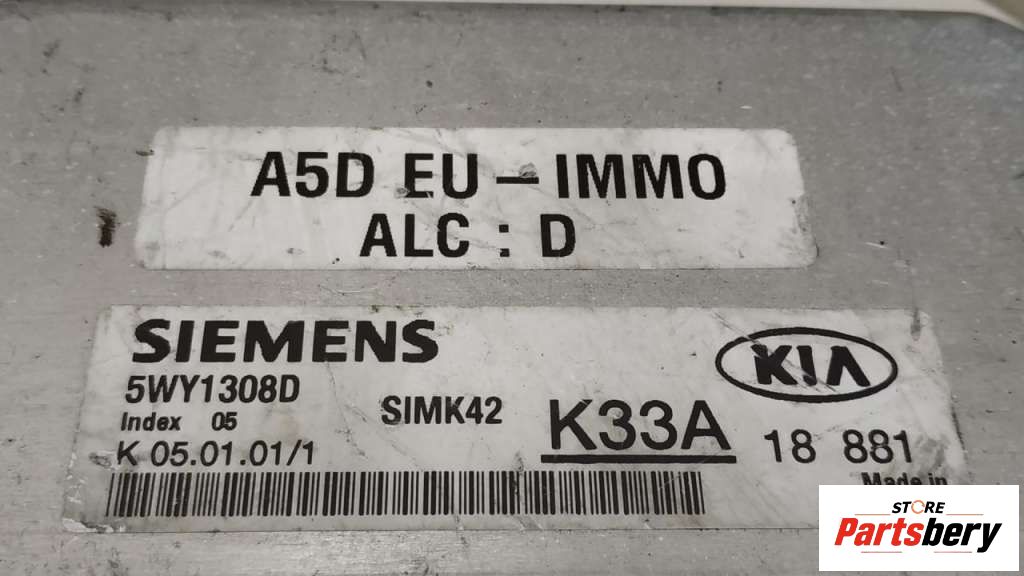 A5D EU – IMMO
ALC : D
SIEMENS
5WY1308D
Index 05
SIMK42
K33A
KIA
18 881
K 05.01.01/1
Made in
STORE
Partsbery